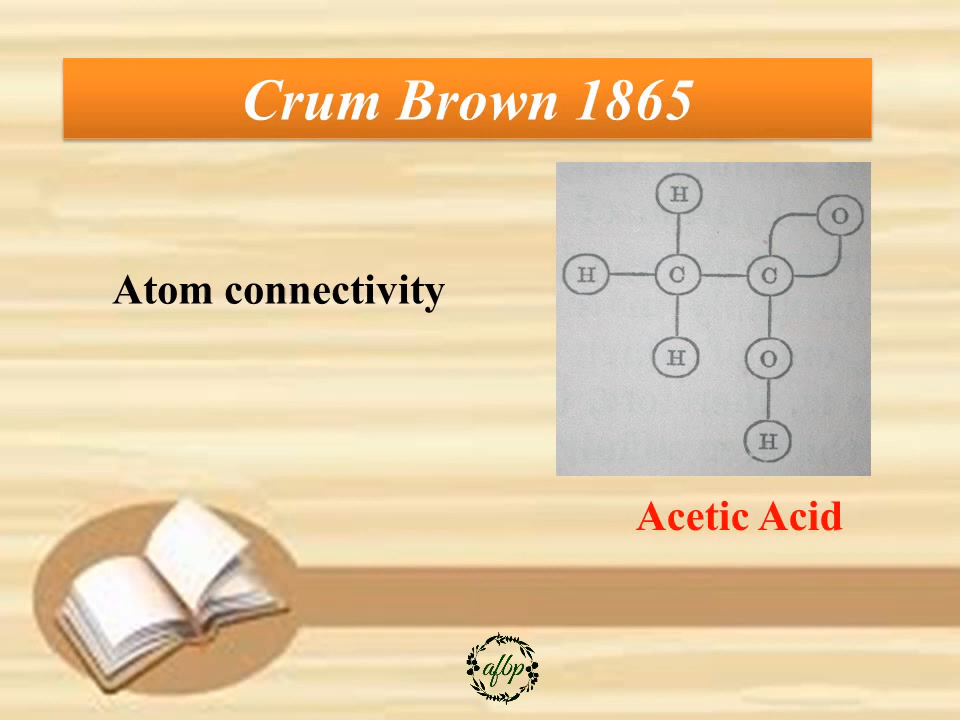 Crum Brown 1865
H
O
H
C
C
Atom connectivity
H
O
H
Acetic Acid
afbp